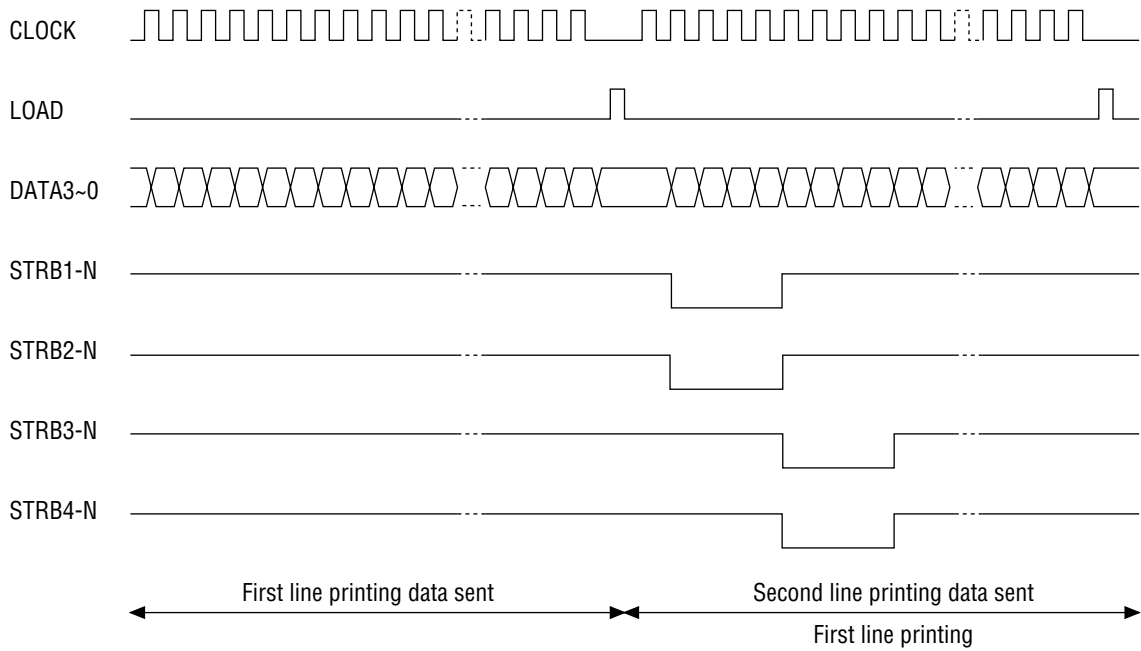 CLOCK
LOAD
DATA3~0
STRB1-N
STRB2-N
STRB3-N
STRB4-N
First line printing data sent
Second line printing data sent
First line printing